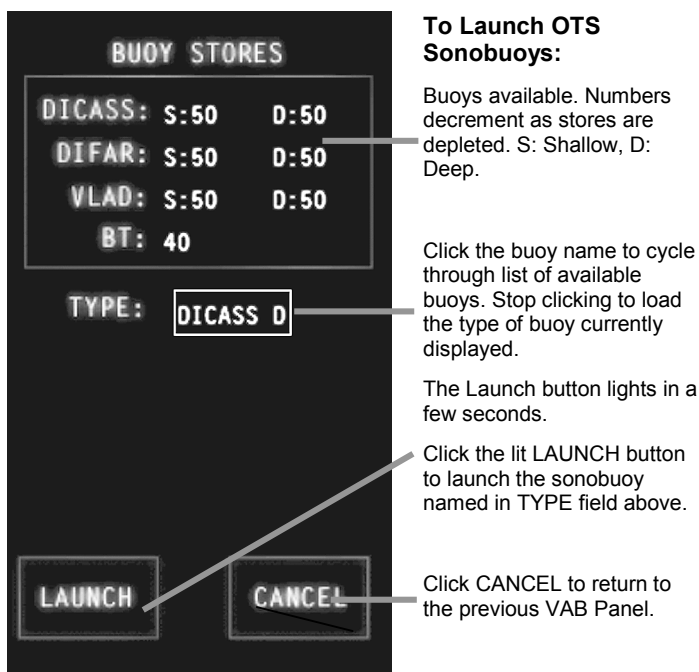 BUOY STORES
DICASS: S:50 D:50
DIFAR: S:50 D:50
VLAD: S:50 D:50
BT: 40
TYPE: DICASS D
LAUNCH CANCEL
To Launch OTS
Sonobuoys:
Buoys available. Numbers
decrement as stores are
depleted. S: Shallow, D:
Deep.
Click the buoy name to cycle
through list of available
buoys. Stop clicking to load
the type of buoy currently
displayed.
The Launch button lights in a
few seconds.
Click the lit LAUNCH button
to launch the sonobuoy
named in TYPE field above.
Click CANCEL to return to
the previous VAB Panel.